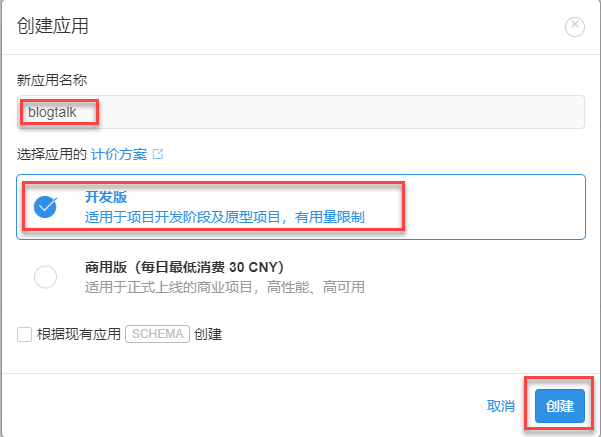 创建应用
新应用名称
blogtalk
选择应用的 计价方案
开发版
适用于项目开发阶段及原型项目，有用量限制
商用版（每日最低消费 30 CNY）
适用于正式上线的商业项目，高性能、高可用
根据现有应用 SCHEMA 创建
取消 创建